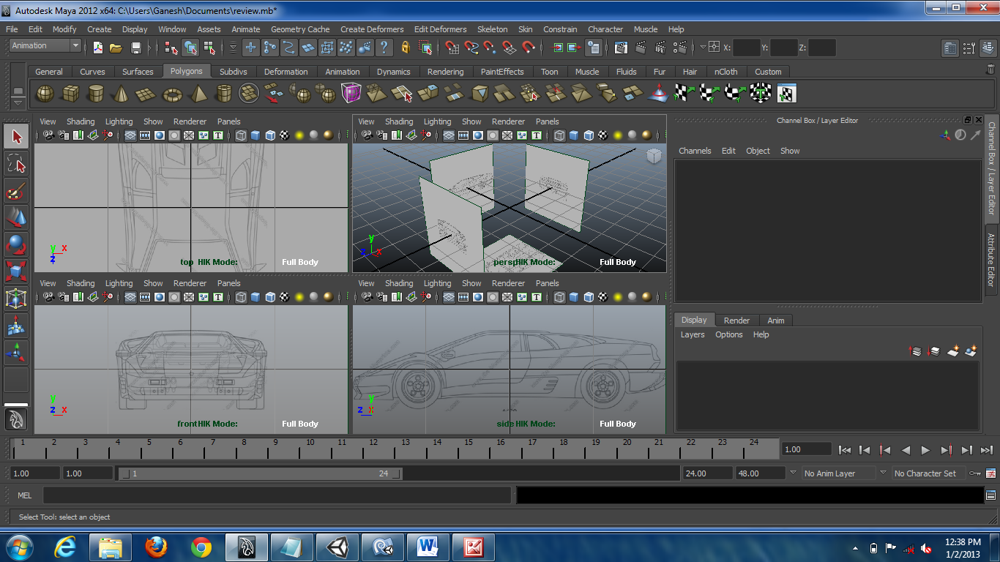 Autodesk Maya 2012 x64: C:\Users\Ganesh\Documents\review.mb*
File Edit Modify Create Display Window Assets Animate Geometry Cache Create Deformers Edit Deformers Skeleton Skin Constrain Character Muscle Help
Animation X: Y: Z:
General Curves Surfaces Polygons Subdivs Deformation Animation Dynamics Rendering PaintEffects Toon Muscle Fluids Fur Hair nCloth Custom
View Shading Lighting Show Renderer Panels
View Shading Lighting Show Renderer Panels
y x
z
top HIK Mode: Full Body
y
z x
persp HIK Mode: Full Body
View Shading Lighting Show Renderer Panels
View Shading Lighting Show Renderer Panels
y
z x
front HIK Mode: Full Body
y
z x
side HIK Mode: Full Body
Channel Box / Layer Editor
Channels Edit Object Show
Display Render Anim
Layers Options Help
Channel Box / Layer Editor
Attribute Editor
1 2 3 4 5 6 7 8 9 10 11 12 13 14 15 16 17 18 19 20 21 22 23 24 1.00
1.00 1.00 1 24 24.00 48.00 No Anim Layer No Character Set
MEL
Select Tool: select an object
12:38 PM
1/2/2013